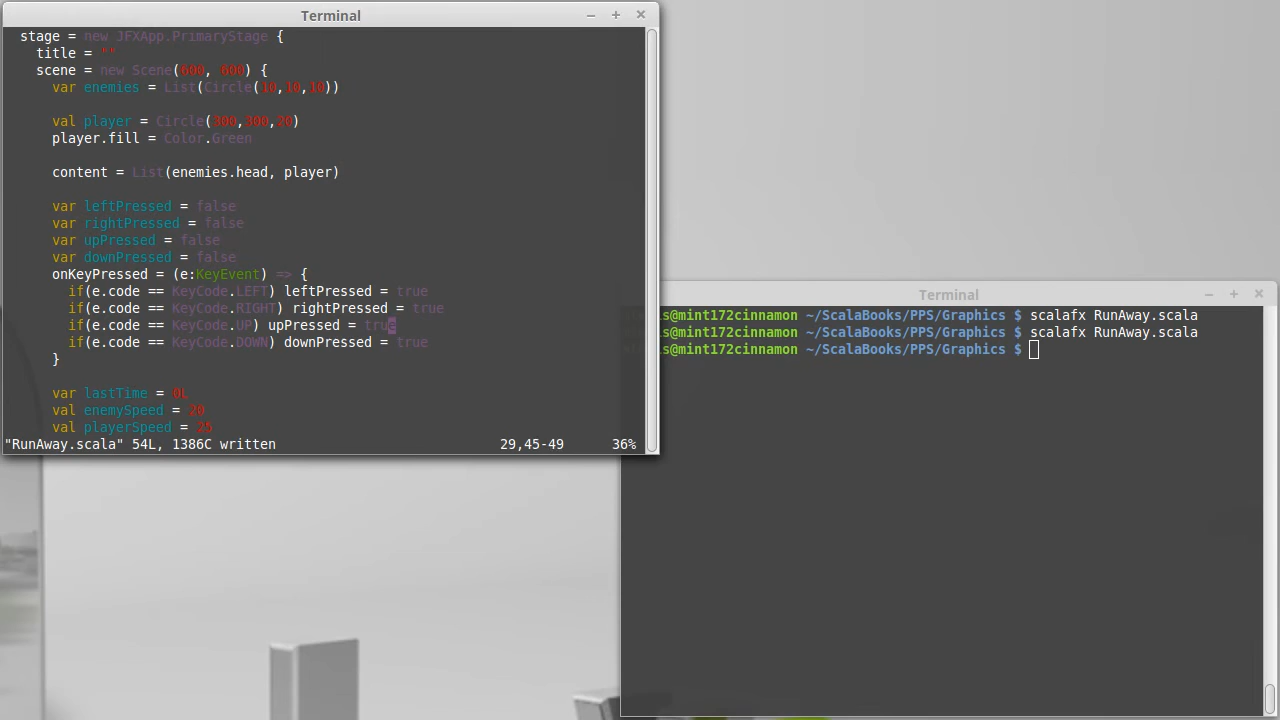 Terminal
stage = new JFXApp.PrimaryStage {
title = ""
scene = new Scene(600, 600) {
var enemies = List(Circle(10,10,10))
val player = Circle(300,300,20)
player.fill = Color.Green
content = List(enemies.head, player)
var leftPressed = false
var rightPressed = false
var upPressed = false
var downPressed = false
onKeyPressed = (e:KeyEvent) => {
if(e.code == KeyCode.LEFT) leftPressed = true
if(e.code == KeyCode.RIGHT) rightPressed = true
if(e.code == KeyCode.UP) upPressed = true
if(e.code == KeyCode.DOWN) downPressed = true
}
var lastTime = 0L
val enemySpeed = 20
val playerSpeed = 25
"RunAway.scala" 54L, 1386C written 29,45-49 36%
Terminal
s@mint172cinnamon ~/ScalaBooks/PPS/Graphics $ scalafx RunAway.scala
s@mint172cinnamon ~/ScalaBooks/PPS/Graphics $ scalafx RunAway.scala
s@mint172cinnamon ~/ScalaBooks/PPS/Graphics $